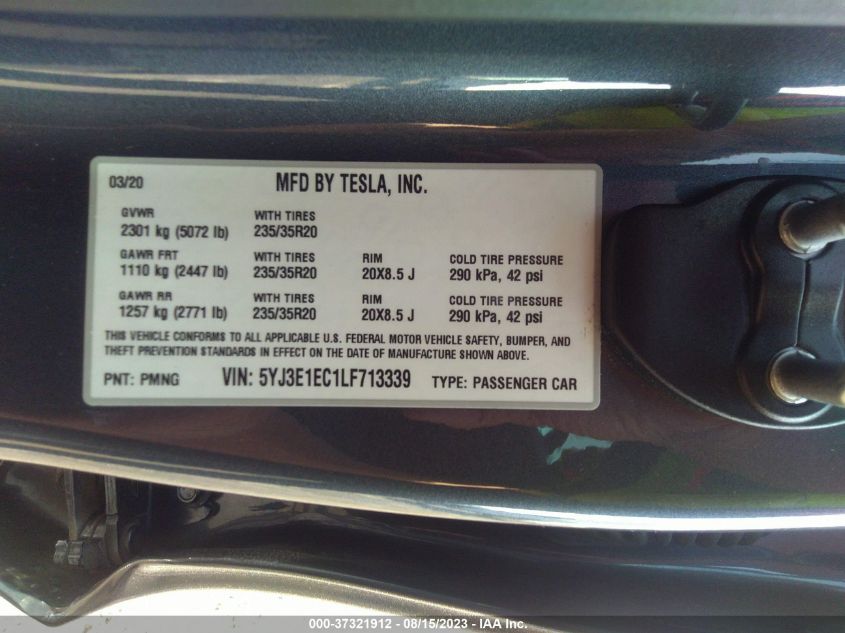 03/20 MFD BY TESLA, INC.
GVWR WITH TIRES
2301 kg (5072 lb) 235/35R20
GAWR FRT WITH TIRES RIM COLD TIRE PRESSURE
1110 kg (2447 lb) 235/35R20 20X8.5 J 290 kPa, 42 psi
GAWR RR WITH TIRES RIM COLD TIRE PRESSURE
1257 kg (2771 lb) 235/35R20 20X8.5 J 290 kPa, 42 psi
THIS VEHICLE CONFORMS TO ALL APPLICABLE U.S. FEDERAL MOTOR VEHICLE SAFETY, BUMPER, AND
THEFT PREVENTION STANDARDS IN EFFECT ON THE DATE OF MANUFACTURE SHOWN ABOVE.
PNT: PMNG VIN: 5YJ3E1EC1LF713339 TYPE: PASSENGER CAR
000-37321912 - 08/15/2023 - IAA Inc.